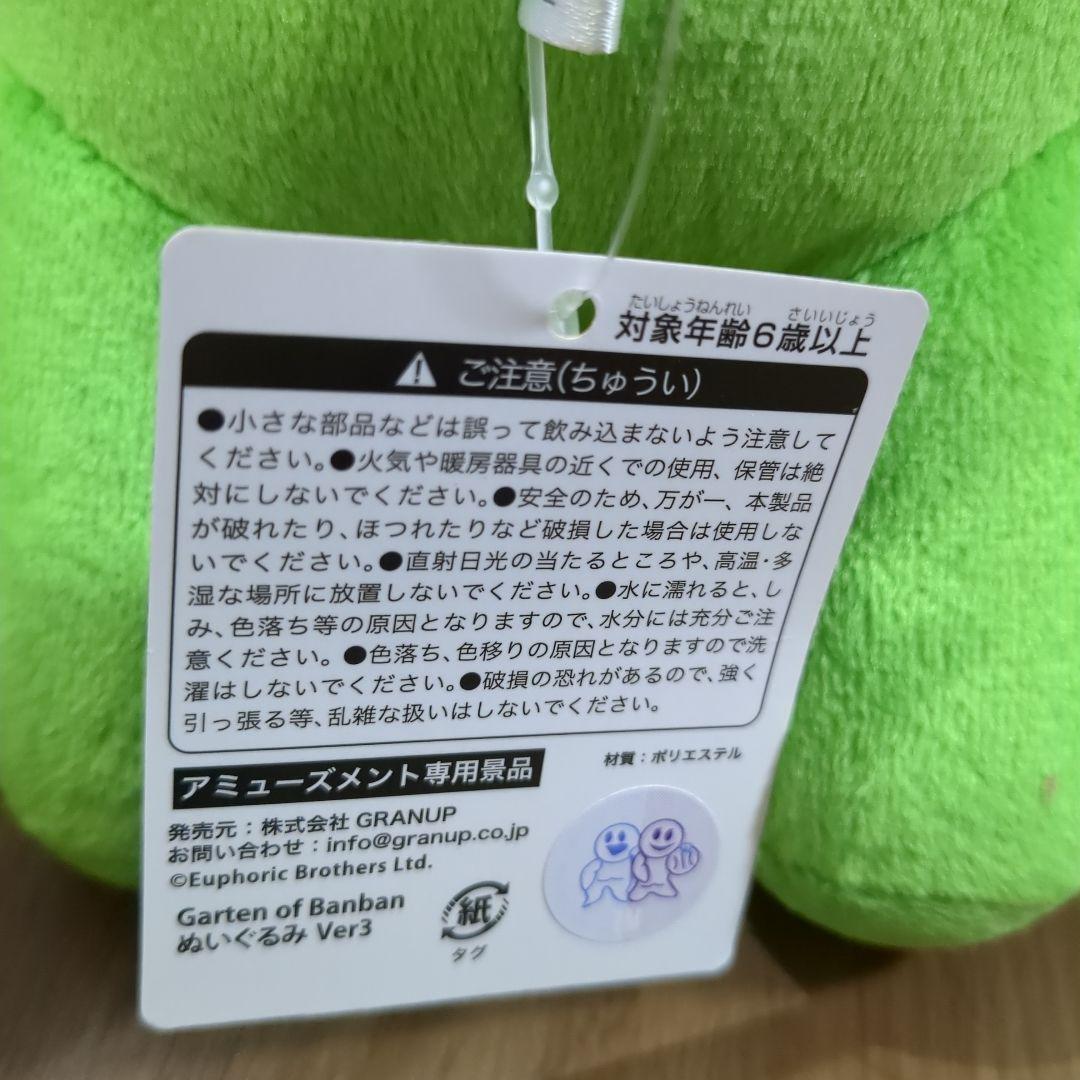 たいしょうねんれい さいいじょう
対象年齢6歳以上
ご注意(ちゅうい)
●小さな部品などは誤って飲み込まないよう注意して
ください。●火気や暖房器具の近くでの使用、保管は絶
対にしないでください。●安全のため、万が一、本製品
が破れたり、ほつれたりなど破損した場合は使用しな
いでください。●直射日光の当たるところや、高温・多
湿な場所に放置しないでください。●水に濡れると、し
み、色落ち等の原因となりますので、水分には充分ご注
意ください。●色落ち、色移りの原因となりますので洗
濯はしないでください。●破損の恐れがあるので、強く
引っ張る等、乱雑な扱いはしないでください。
アミューズメント専用景品
材質：ポリエステル
発売元：株式会社 GRANUP
お問い合わせ：info@granup.co.jp
©Euphoric Brothers Ltd.
Garten of Banban
ぬいぐるみ Ver3
紙
タグ